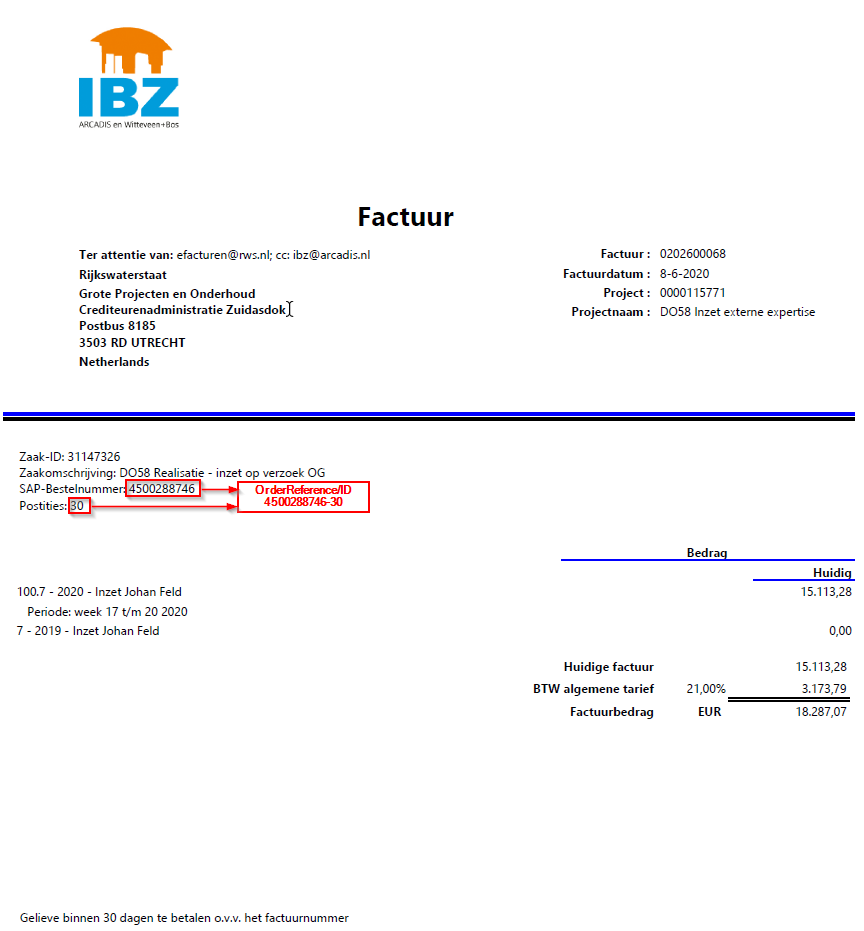 IBZ
ARCADIS en Witteveen+Bos
Factuur
Ter attentie van: efacturen@rws.nl; cc: ibz@arcadis.nl
Rijkswaterstaat
Grote Projecten en Onderhoud
Crediteurenadministratie Zuidasdok
Postbus 8185
3503 RD UTRECHT
Netherlands
Factuur : 0202600068
Factuurdatum : 8-6-2020
Project : 0000115771
Projectnaam : DO58 Inzet externe expertise
Zaak-ID: 31147326
Zaakomschrijving: DO58 Realisatie - inzet op verzoek OG
SAP-Bestelnummer: 4500288746
Postities: 30
OrderReference/ID
4500288746-30
Bedrag
Huidig
100.7 - 2020 - Inzet Johan Feld 15.113,28
Periode: week 17 t/m 20 2020
7 - 2019 - Inzet Johan Feld 0,00
Huidige factuur 15.113,28
BTW algemene tarief 21,00% 3.173,79
Factuurbedrag EUR 18.287,07
Gelieve binnen 30 dagen te betalen o.v.v. het factuurnummer